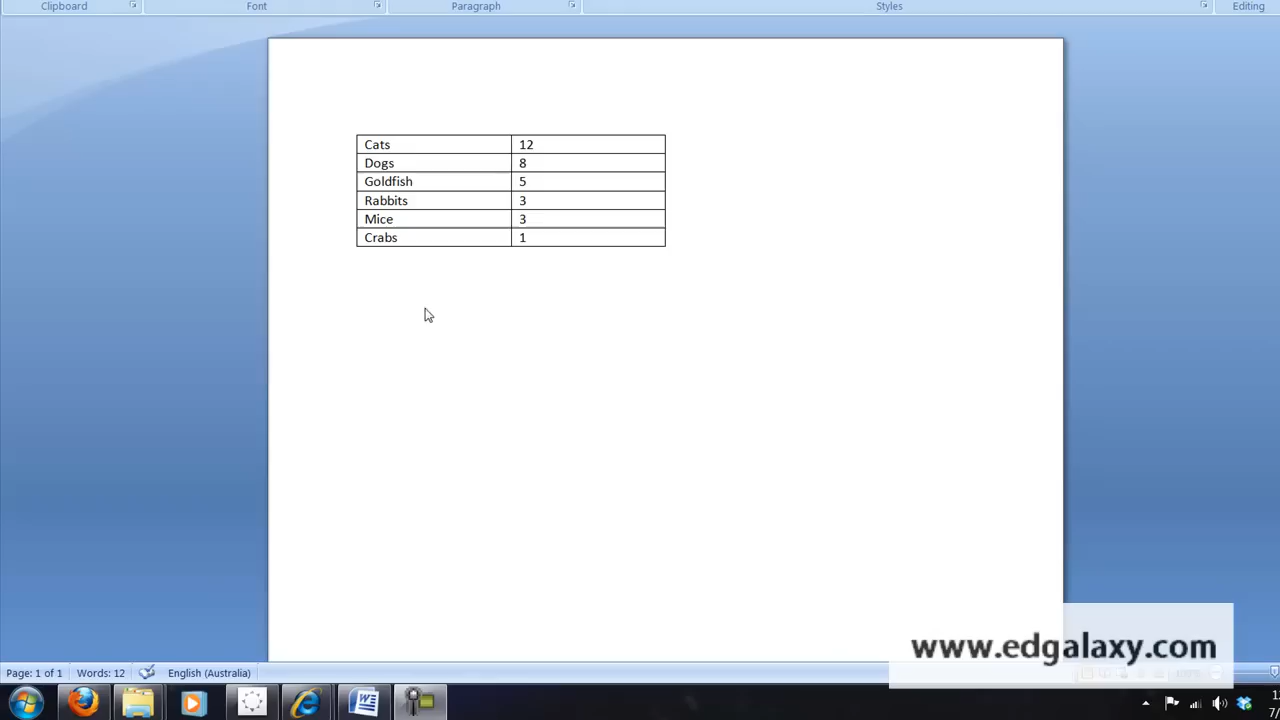 Clipboard Font Paragraph Styles Editing
Cats 12
Dogs 8
Goldfish 5
Rabbits 3
Mice 3
Crabs 1
www.edgalaxy.com
Page: 1 of 1 Words: 12 English (Australia)